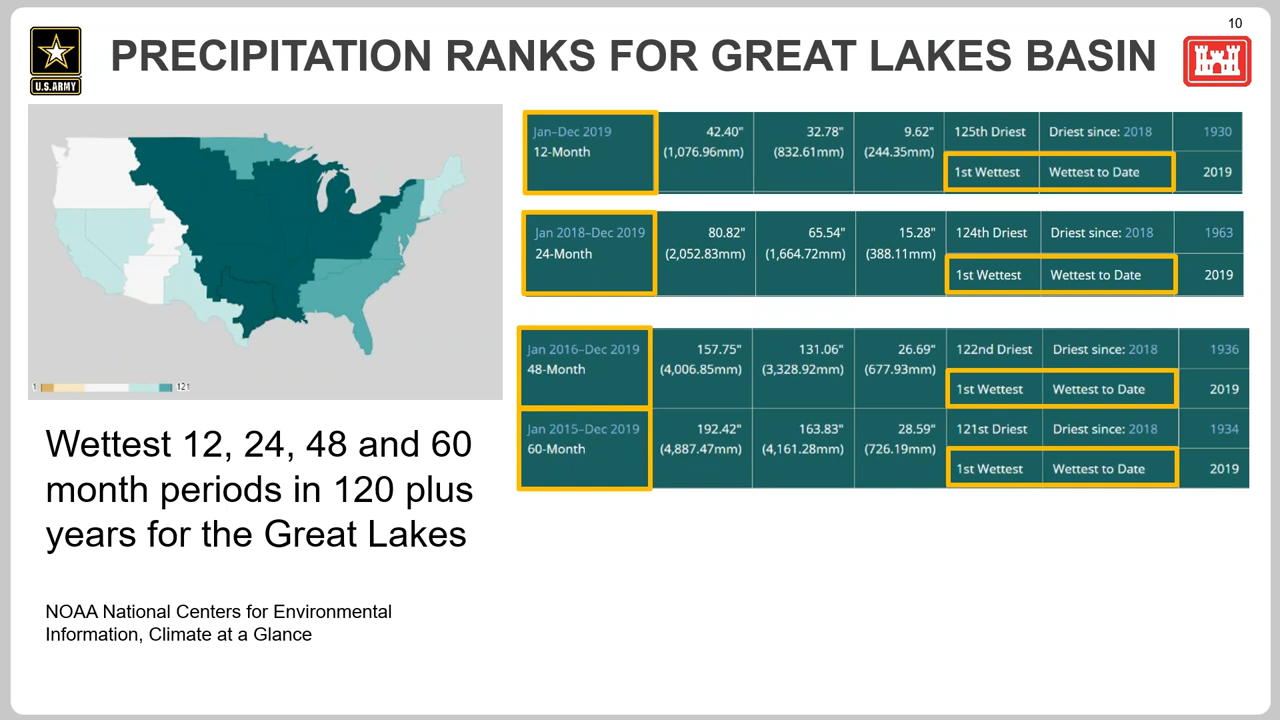 10
PRECIPITATION RANKS FOR GREAT LAKES BASIN
U.S.ARMY
1 121
Wettest 12, 24, 48 and 60
month periods in 120 plus
years for the Great Lakes
NOAA National Centers for Environmental
Information, Climate at a Glance
Jan–Dec 2019 42.40" 32.78" 9.62" 125th Driest Driest since: 2018 1930
12-Month (1,076.96mm) (832.61mm) (244.35mm)
1st Wettest Wettest to Date 2019
Jan 2018–Dec 2019 80.82" 65.54" 15.28" 124th Driest Driest since: 2018 1963
24-Month (2,052.83mm) (1,664.72mm) (388.11mm)
1st Wettest Wettest to Date 2019
Jan 2016–Dec 2019 157.75" 131.06" 26.69" 122nd Driest Driest since: 2018 1936
48-Month (4,006.85mm) (3,328.92mm) (677.93mm)
1st Wettest Wettest to Date 2019
Jan 2015–Dec 2019 192.42" 163.83" 28.59" 121st Driest Driest since: 2018 1934
60-Month (4,887.47mm) (4,161.28mm) (726.19mm)
1st Wettest Wettest to Date 2019